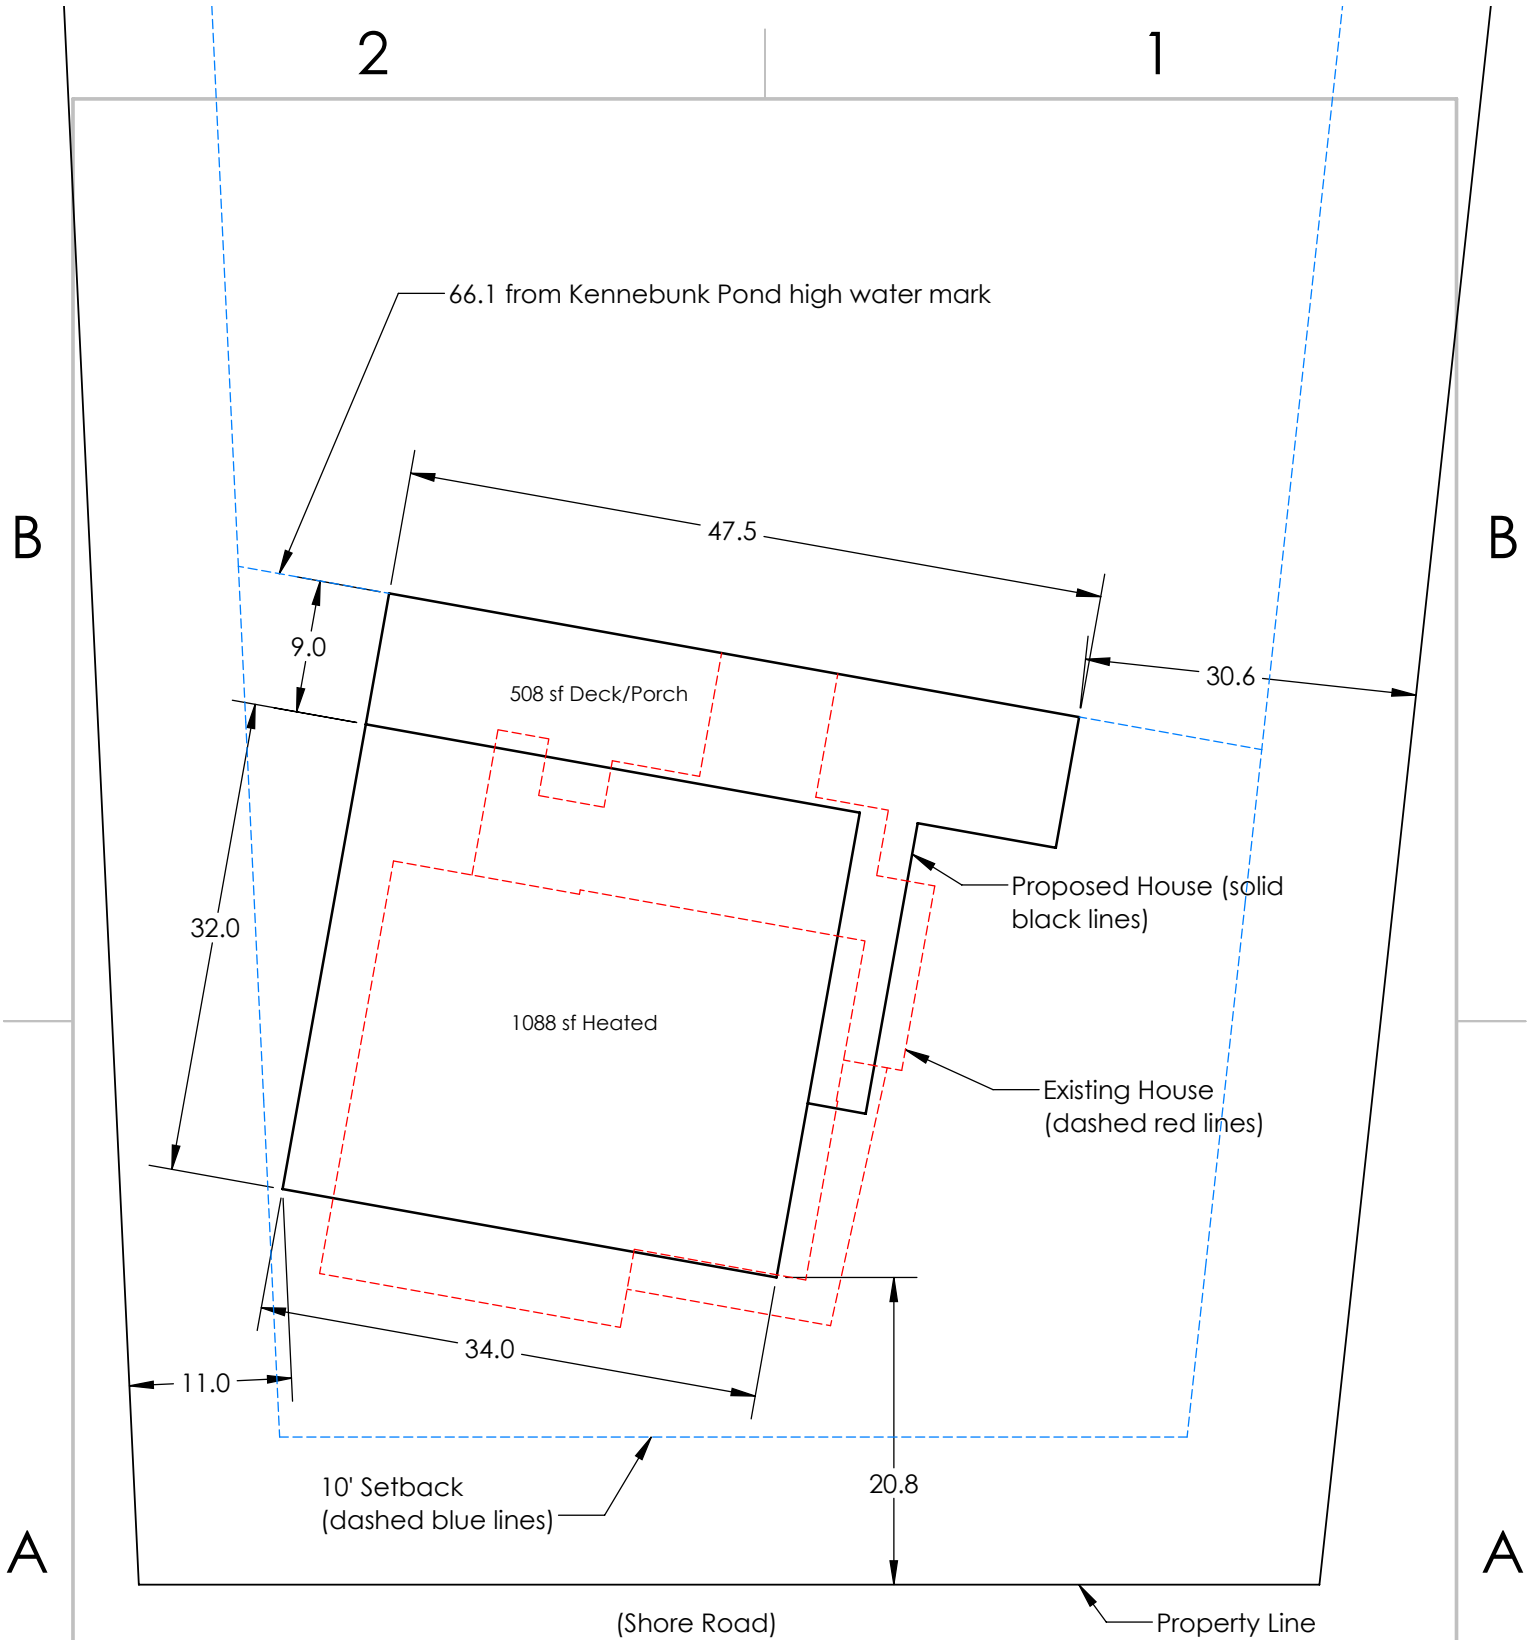 2
1
66.1 from Kennebunk Pond high water mark
B
47.5
B
9.0
30.6
508 sf Deck/Porch
Proposed House (solid
black lines)
32.0
1088 sf Heated
Existing House
(dashed red lines)
34.0
11.0
10' Setback
(dashed blue lines)
20.8
A
A
(Shore Road)
Property Line